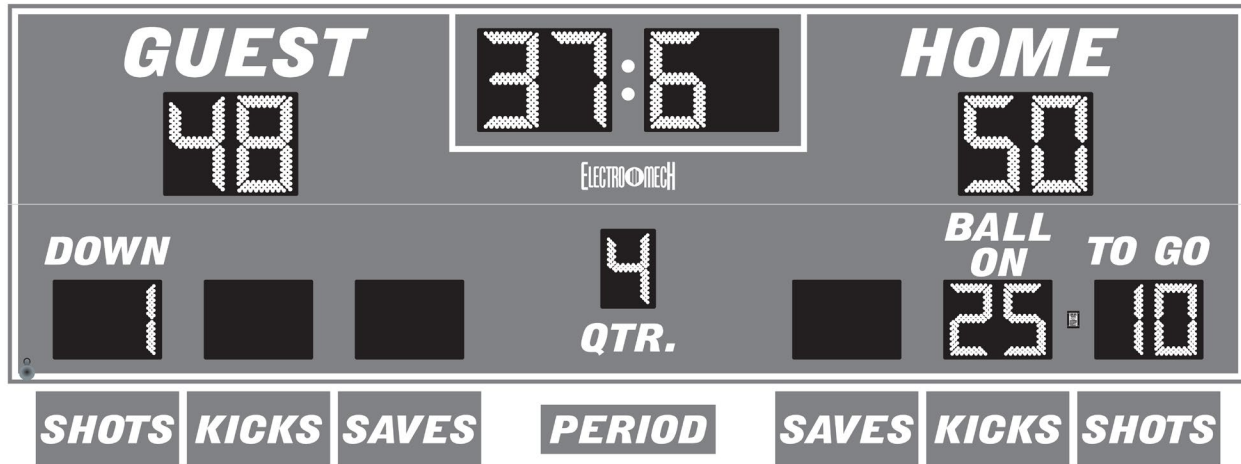 GUEST
37:6
HOME
48
50
ELECTRO MECH
DOWN
4
BALL
ON
TO GO
1
25
10
QTR.
SHOTS
KICKS
SAVES
PERIOD
SAVES
KICKS
SHOTS